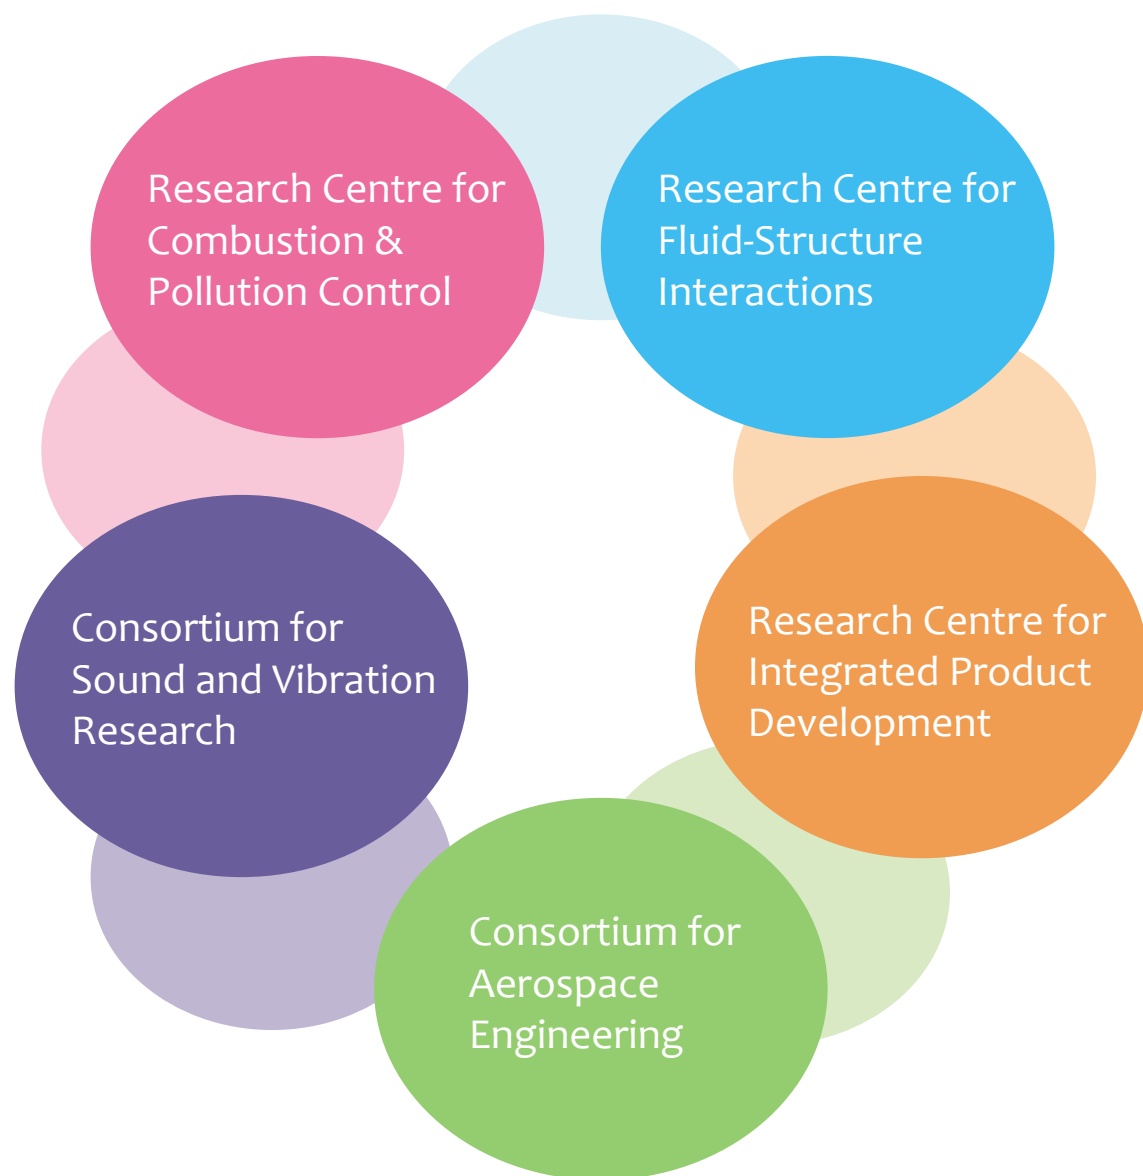 Research Centre for
Combustion &
Pollution Control
Research Centre for
Fluid-Structure
Interactions
Consortium for
Sound and Vibration
Research
Research Centre for
Integrated Product
Development
Consortium for
Aerospace
Engineering